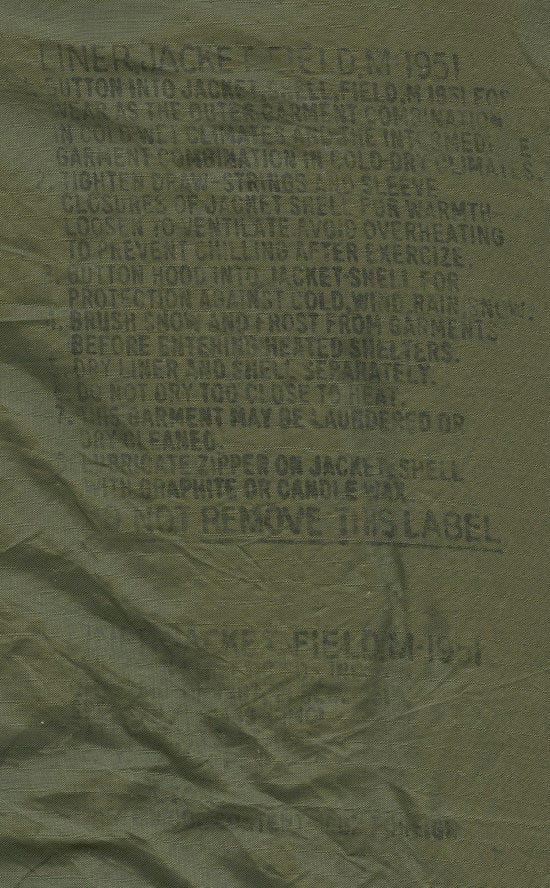 LINER, JACKET, FIELD, M-1951
1. BUTTON INTO JACKET, SHELL, FIELD, M 1951 FOR
WEAR AS THE OUTER GARMENT COMBINATION
IN COLD-WET CLIMATES AND THE
GARMENT COMBINATION IN COLD-DRY CLIMATES.
2. TIGHTEN DRAW-STRINGS AND SLEEVE
CLOSURES OF JACKET SHELL FOR WARMTH
LOOSEN TO VENTILATE AVOID OVERHEATING
TO PREVENT CHILLING AFTER EXERCIZE.
3. BUTTON HOOD INTO JACKET-SHELL FOR
PROTECTION AGAINST COLD, WIND, RAIN, SNOW.
4. BRUSH SNOW AND FROST FROM GARMENTS
BEFORE ENTERING HEATED SHELTERS.
5. DRY LINER AND SHELL SEPARATELY.
6. DO NOT DRY TOO CLOSE TO HEAT.
7. THIS GARMENT MAY BE LAUNDERED OR
DRY CLEANED.
8. LUBRICATE ZIPPER ON JACKET, SHELL
WITH GRAPHITE OR CANDLE WAX
DO NOT REMOVE THIS LABEL
LINER, JACKET, FIELD, M-1951
CONTENT FOREIGN